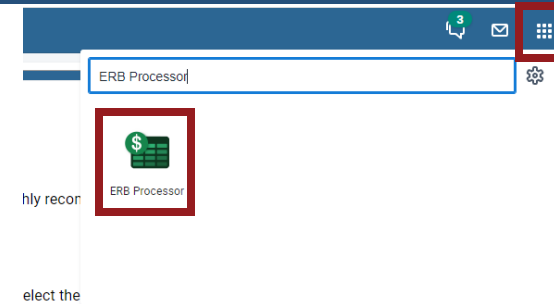 3
ERB Processor
ERB Processor
hly recon
elect the